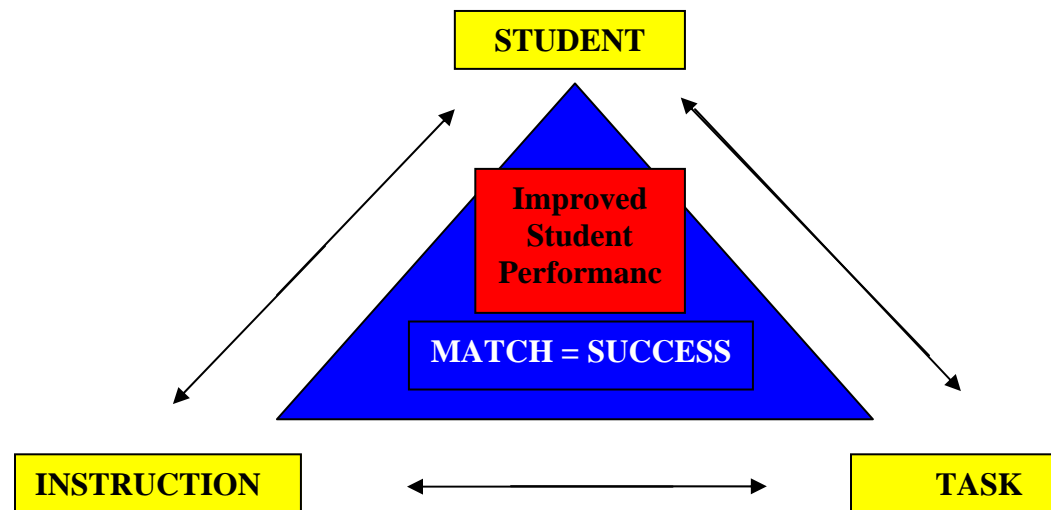 STUDENT
Improved
Student
Performanc
MATCH = SUCCESS
INSTRUCTION
TASK